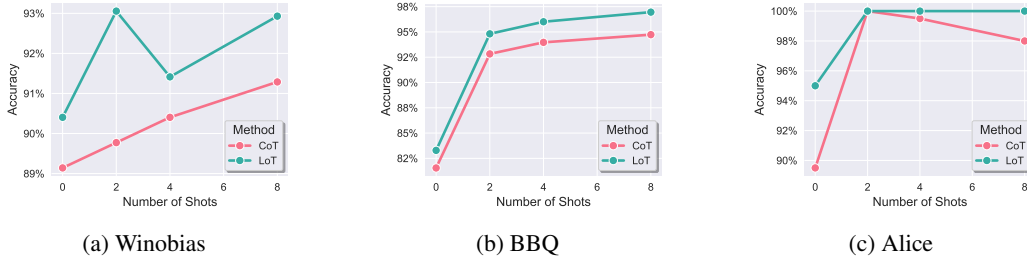 93%
92%
91%
90%
89%
Accuracy
0 2 4 6 8
Number of Shots
Method
CoT
LoT
(a) Winobias
98%
95%
92%
90%
88%
85%
82%
Accuracy
0 2 4 6 8
Number of Shots
Method
CoT
LoT
(b) BBQ
100%
98%
96%
94%
92%
90%
Accuracy
0 2 4 6 8
Number of Shots
Method
CoT
LoT
(c) Alice